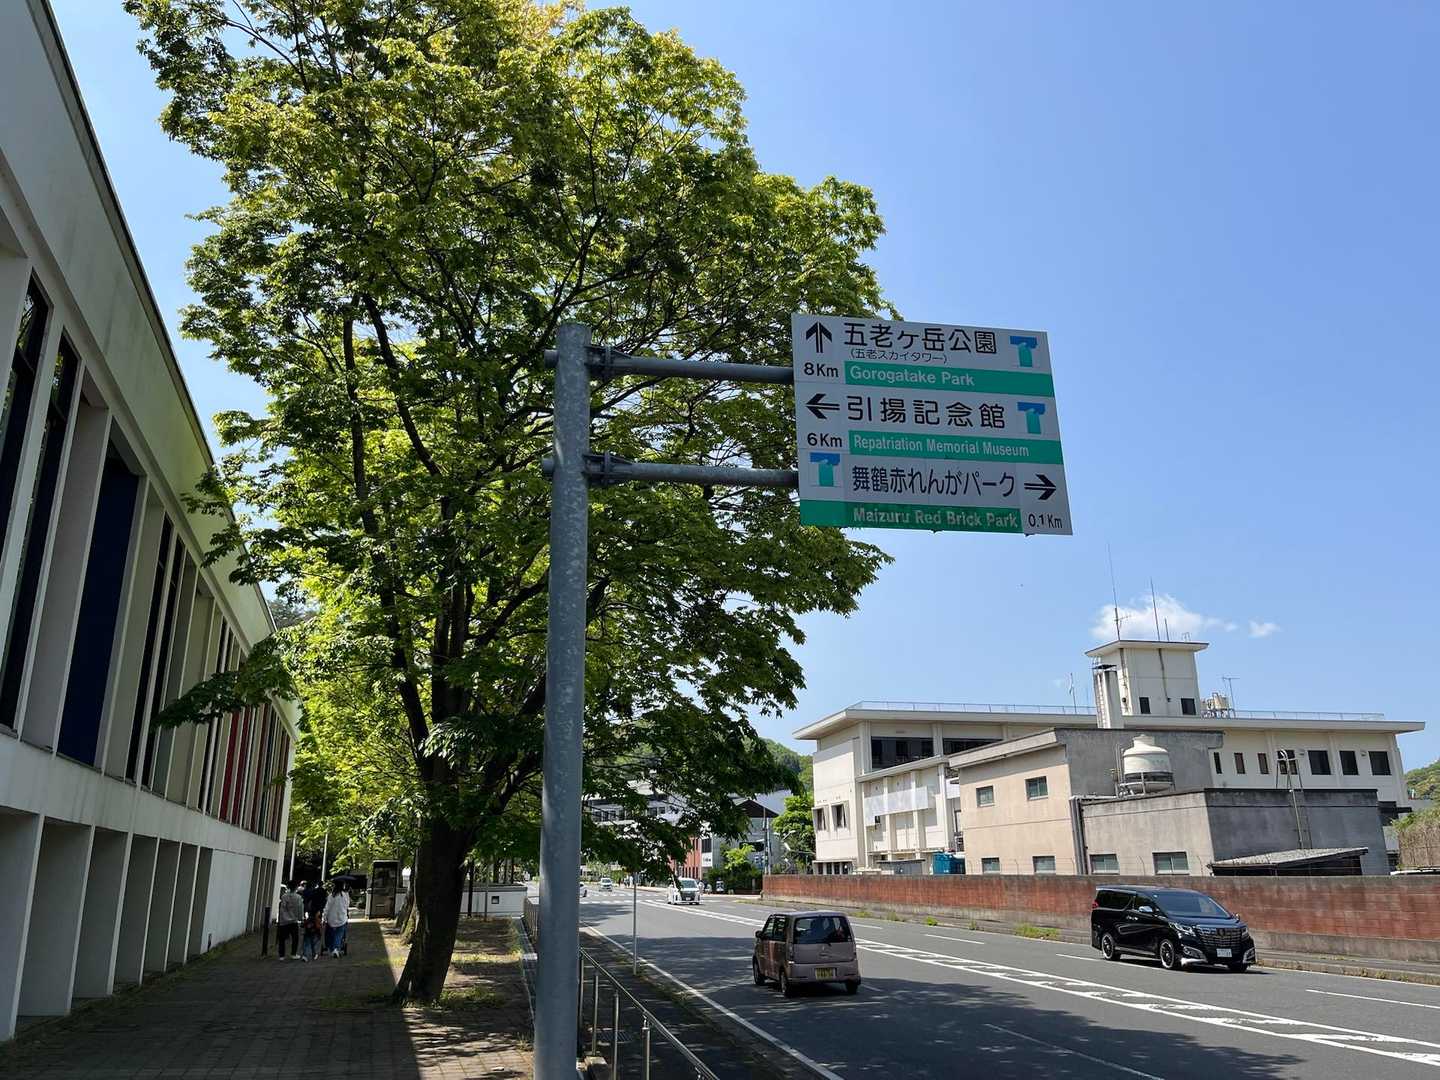 五老ヶ岳公園
(五老スカイタワー)
8Km
Gorogatake Park
引揚記念館
6Km
Repatriation Memorial Museum
舞鶴赤れんがパーク
Maizuru Red Brick Park
0.1Km